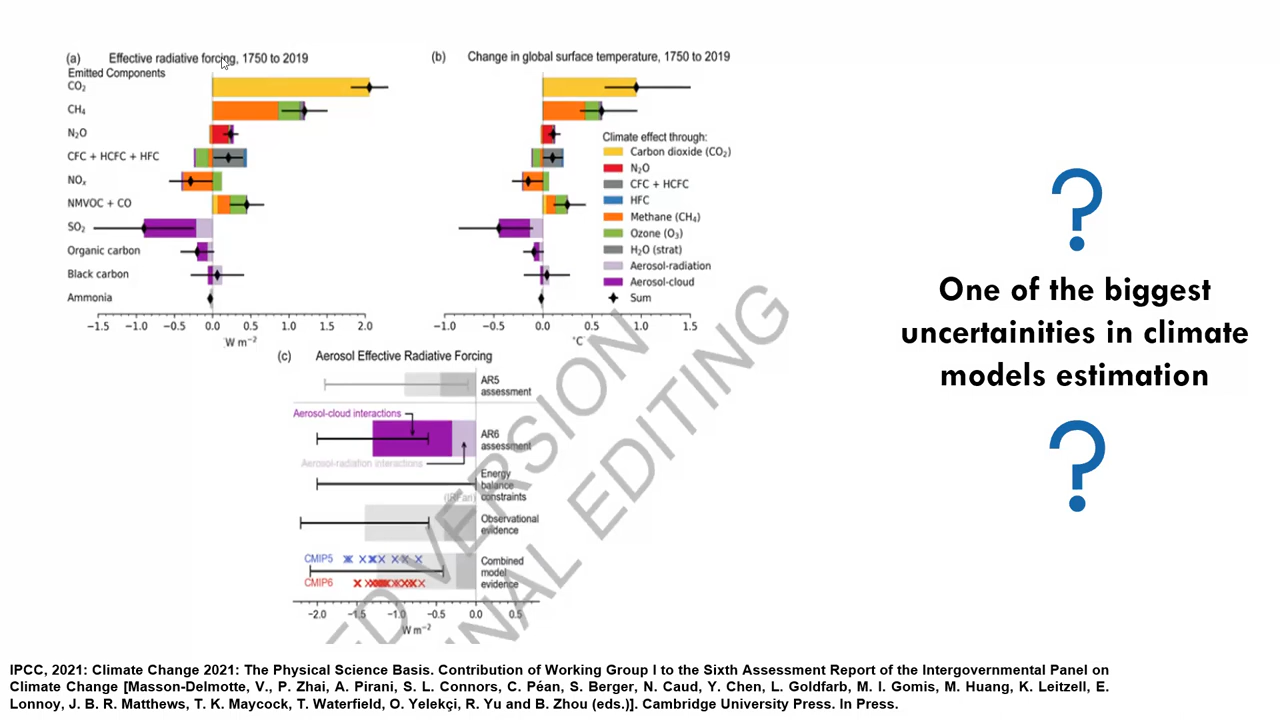 (a) Effective radiative forcing, 1750 to 2019
Emitted Components
CO₂
CH₄
N₂O
CFC + HCFC + HFC
NOₓ
NMVOC + CO
SO₂
Organic carbon
Black carbon
Ammonia
−1.5 −1.0 −0.5 0.0 0.5 1.0 1.5 2.0
W m⁻²
(b) Change in global surface temperature, 1750 to 2019
Climate effect through:
Carbon dioxide (CO₂)
N₂O
CFC + HCFC
HFC
Methane (CH₄)
Ozone (O₃)
H₂O (strat)
Aerosol-radiation
Aerosol-cloud
Sum
−1.0 −0.5 0.0 0.5 1.0 1.5
°C
(c) Aerosol Effective Radiative Forcing
AR5
assessment
Aerosol-cloud interactions
AR6
assessment
Aerosol-radiation interactions
Energy
balance
constraints
(IRFari)
Observational
evidence
CMIP5
CMIP6
Combined
model
evidence
−2.0 −1.5 −1.0 −0.5 0.0 0.5
W m⁻²
ED VERSION
NAL EDITING
?
One of the biggest
uncertainities in climate
models estimation
?
IPCC, 2021: Climate Change 2021: The Physical Science Basis. Contribution of Working Group I to the Sixth Assessment Report of the Intergovernmental Panel on
Climate Change [Masson-Delmotte, V., P. Zhai, A. Pirani, S. L. Connors, C. Péan, S. Berger, N. Caud, Y. Chen, L. Goldfarb, M. I. Gomis, M. Huang, K. Leitzell, E.
Lonnoy, J. B. R. Matthews, T. K. Maycock, T. Waterfield, O. Yelekçi, R. Yu and B. Zhou (eds.)]. Cambridge University Press. In Press.